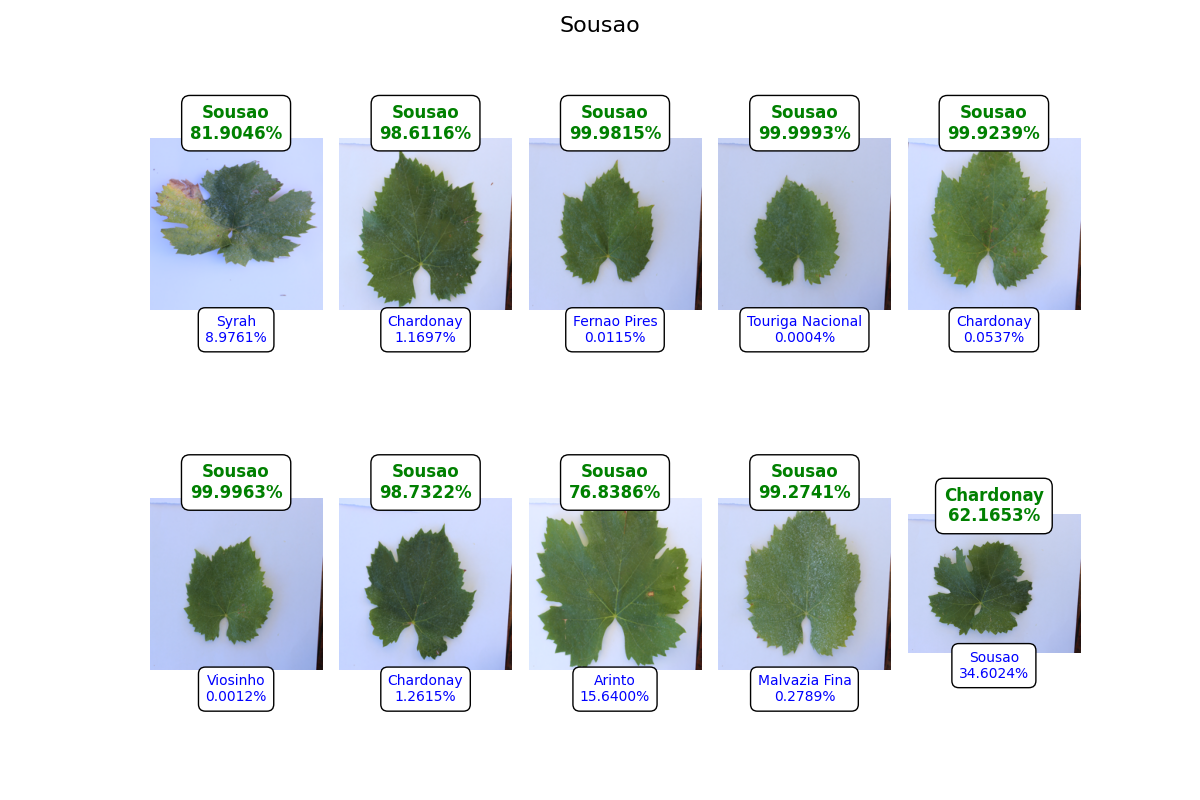 Sousao
Sousao
81.9046%
Sousao
98.6116%
Sousao
99.9815%
Sousao
99.9993%
Sousao
99.9239%
Syrah
8.9761%
Chardonay
1.1697%
Fernao Pires
0.0115%
Touriga Nacional
0.0004%
Chardonay
0.0537%
Sousao
99.9963%
Sousao
98.7322%
Sousao
76.8386%
Sousao
99.2741%
Chardonay
62.1653%
Viosinho
0.0012%
Chardonay
1.2615%
Arinto
15.6400%
Malvazia Fina
0.2789%
Sousao
34.6024%